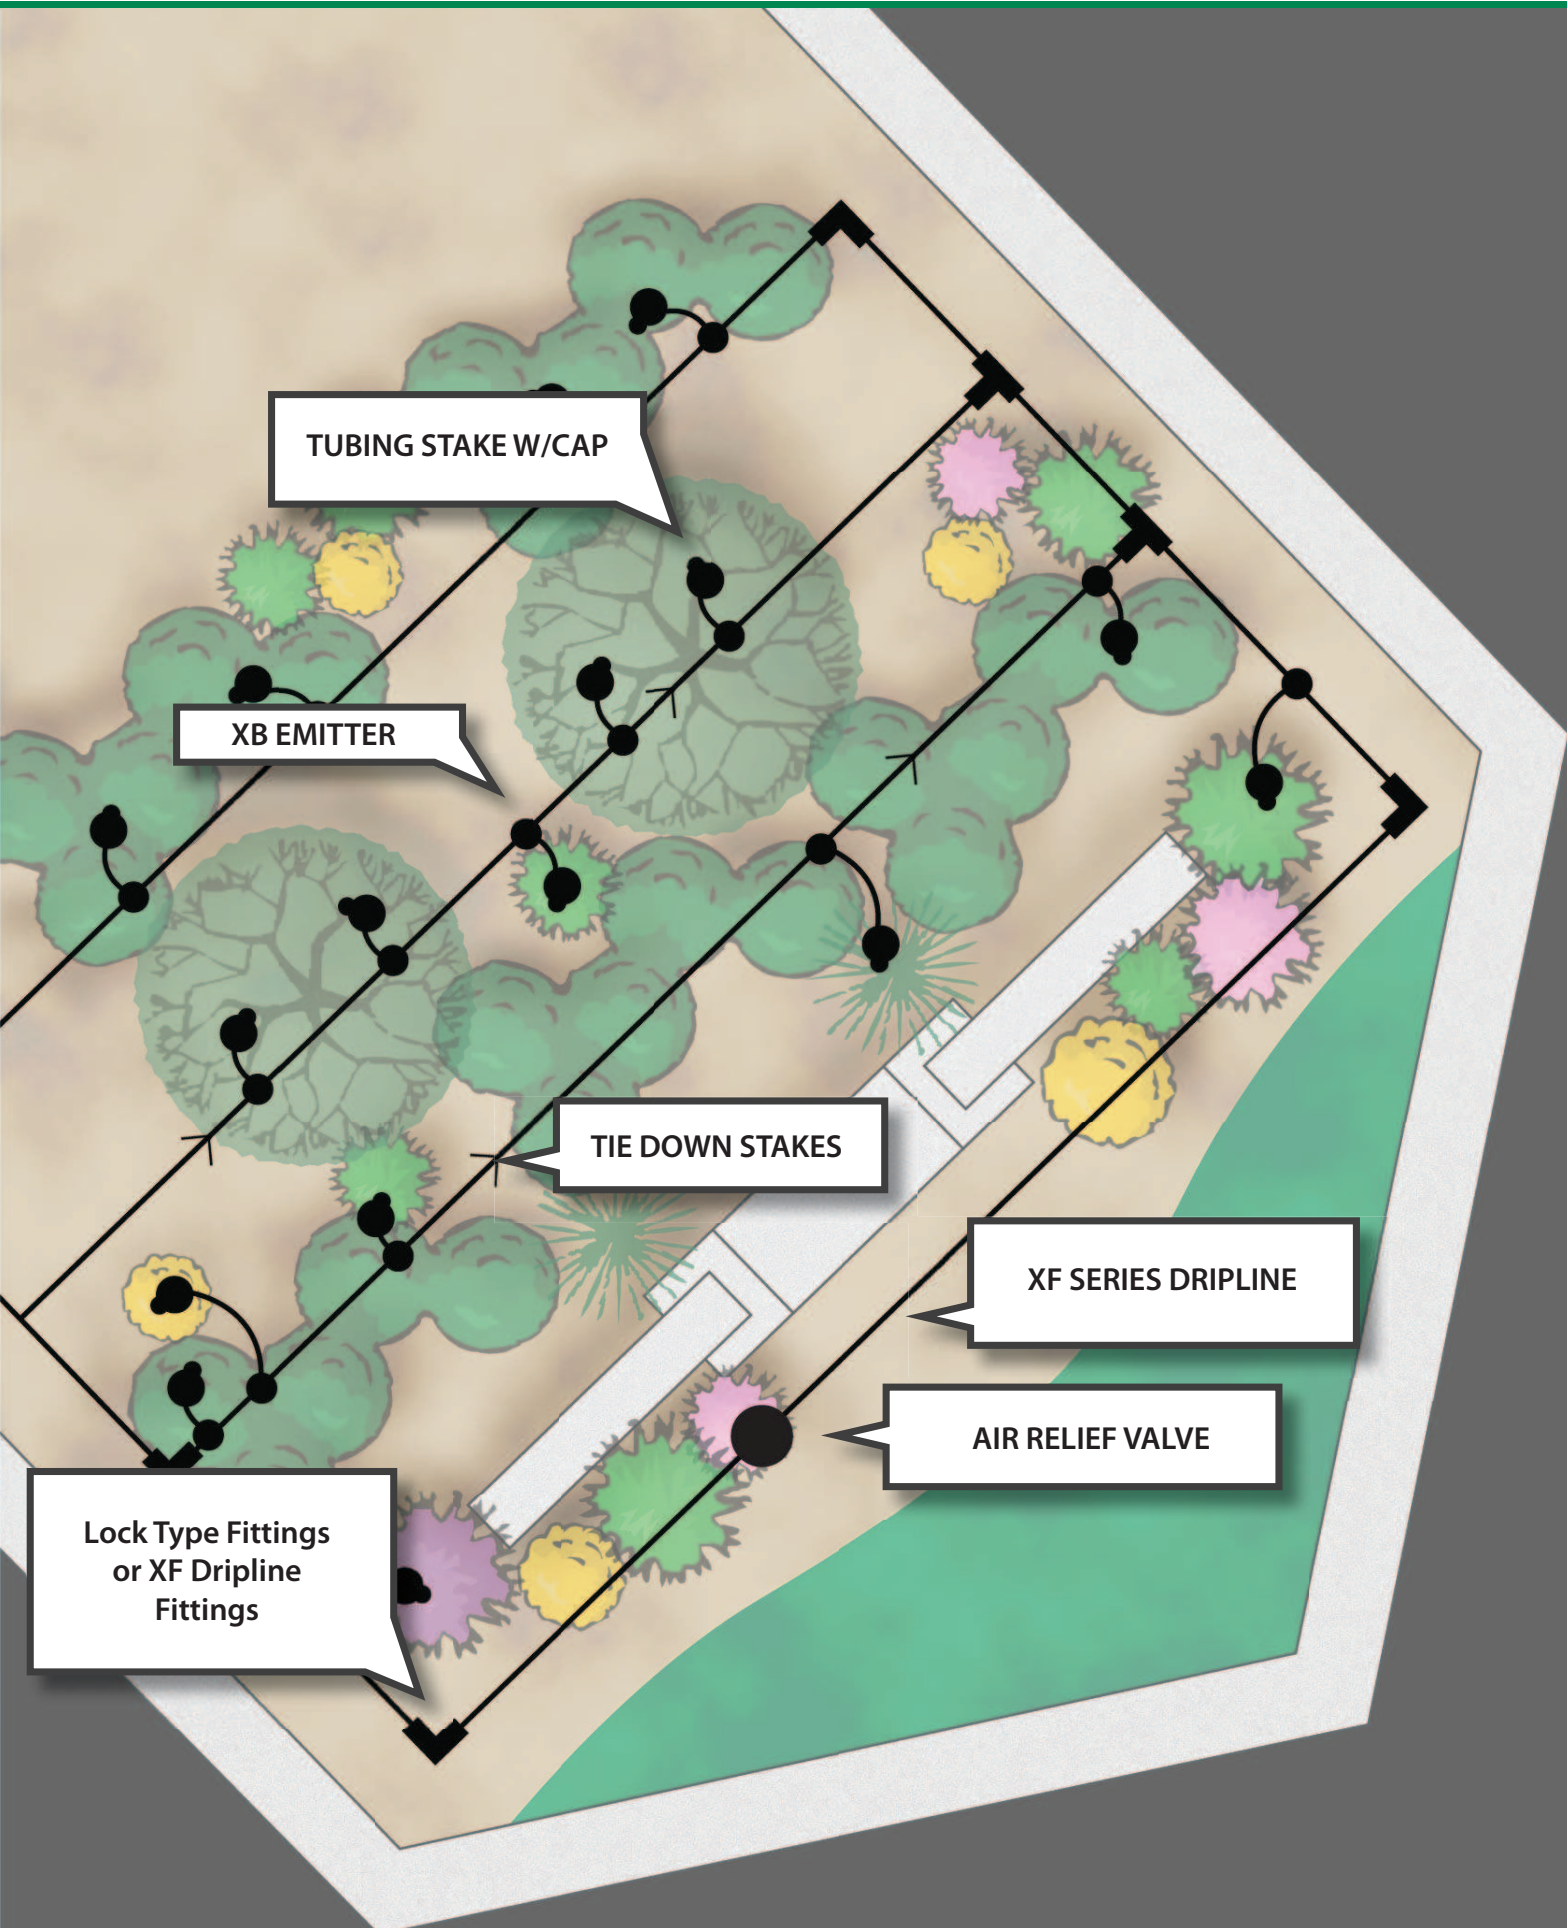 TUBING STAKE W/CAP
XB EMITTER
TIE DOWN STAKES
XF SERIES DRIPLINE
AIR RELIEF VALVE
Lock Type Fittings
or XF Dripline
Fittings